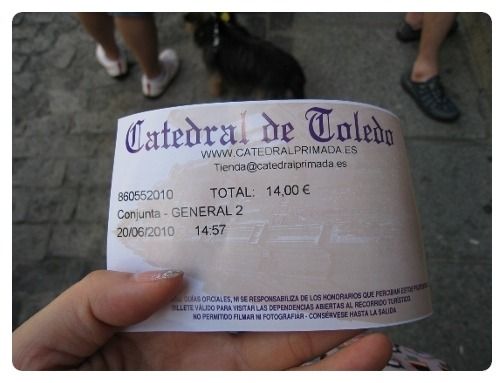 Catedral de Toledo
WWW.CATEDRALPRIMADA.ES
Tienda@catedralprimada.es
860552010 TOTAL: 14,00 €
Conjunta - GENERAL 2
20/06/2010 14:57
GUÍAS OFICIALES, NI SE RESPONSABILIZA DE LOS HONORARIOS QUE PERCIBAN ESTOS
BILLETE VÁLIDO PARA VISITAR LAS DEPENDENCIAS ABIERTAS AL RECORRIDO TURÍSTICO
NO PERMITIDO FILMAR NI FOTOGRAFIAR - CONSÉRVESE HASTA LA SALIDA